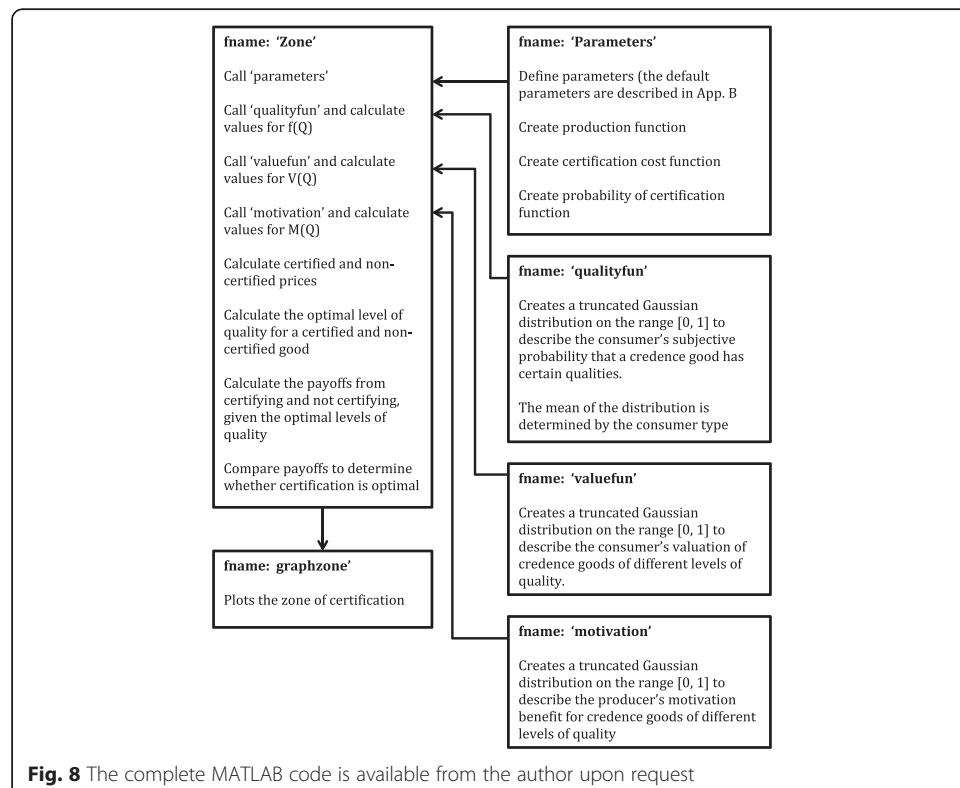 fname: 'Zone'
Call 'parameters'
Call 'qualityfun' and calculate
values for f(Q)
Call 'valuefun' and calculate
values for V(Q)
Call 'motivation' and calculate
values for M(Q)
Calculate certified and non-
certified prices
Calculate the optimal level of
quality for a certified and non-
certified good
Calculate the payoffs from
certifying and not certifying,
given the optimal levels of
quality
Compare payoffs to determine
whether certification is optimal
fname: graphzone'
Plots the zone of certification
fname: 'Parameters'
Define parameters (the default
parameters are described in App. B
Create production function
Create certification cost function
Create probability of certification
function
fname: 'qualityfun'
Creates a truncated Gaussian
distribution on the range [0, 1] to
describe the consumer's subjective
probability that a credence good has
certain qualities.
The mean of the distribution is
determined by the consumer type
fname: 'valuefun'
Creates a truncated Gaussian
distribution on the range [0, 1] to
describe the consumer's valuation of
credence goods of different levels of
quality.
fname: 'motivation'
Creates a truncated Gaussian
distribution on the range [0, 1] to
describe the producer's motivation
benefit for credence goods of different
levels of quality
Fig. 8 The complete MATLAB code is available from the author upon request